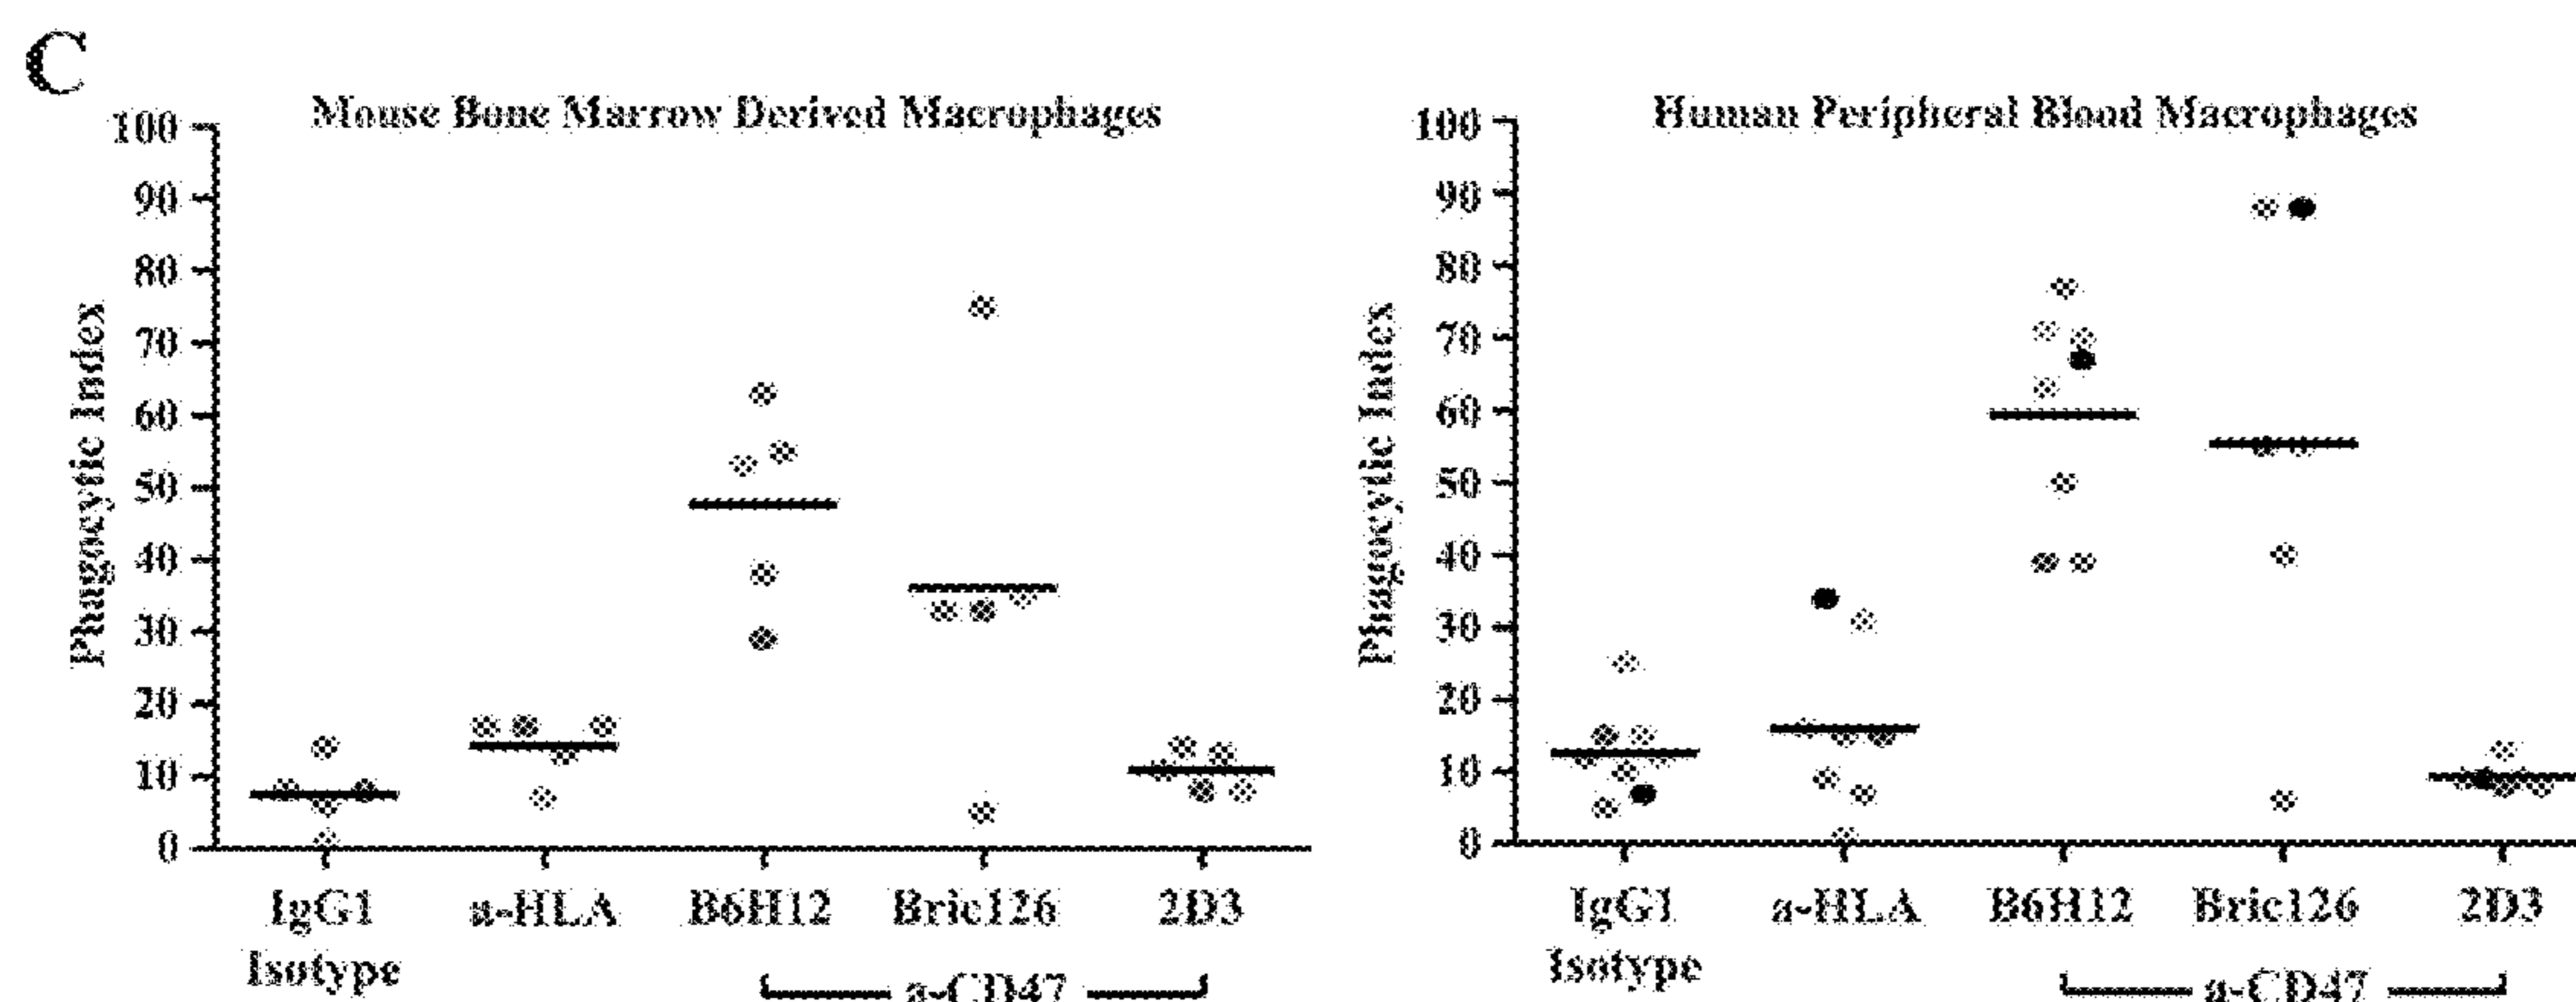 C
Mouse Bone Marrow Derived Macrophages
Phagocytic Index
100
90
80
70
60
50
40
30
20
10
0
IgG1 Isotype
a-HLA
B6H12
Bric126
2D3
a-CD47
Human Peripheral Blood Macrophages
Phagocytic Index
100
90
80
70
60
50
40
30
20
10
0
IgG1 Isotype
a-HLA
B6H12
Bric126
2D3
a-CD47